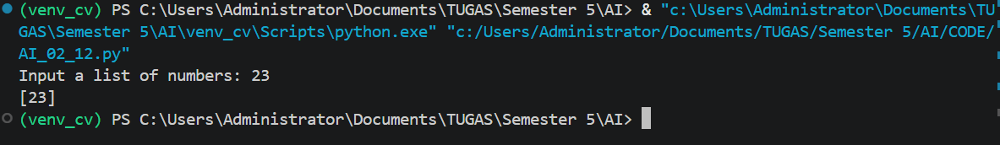 (venv_cv) PS C:\Users\Administrator\Documents\TUGAS\Semester 5\AI> & "c:\Users\Administrator\Documents\TU
GAS\Semester 5\AI\venv_cv\Scripts\python.exe" "c:/Users/Administrator/Documents/TUGAS/Semester 5/AI/CODE/
AI_02_12.py"
Input a list of numbers: 23
[23]
(venv_cv) PS C:\Users\Administrator\Documents\TUGAS\Semester 5\AI>